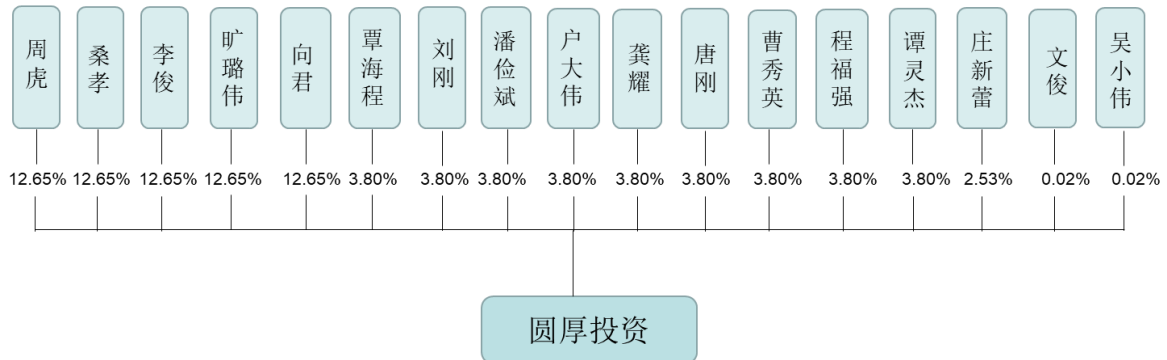 周虎
桑孝
李俊
旷璐伟
向君
覃海程
刘刚
潘俭斌
户大伟
龚耀
唐刚
曹秀英
程福强
谭灵杰
庄新蕾
文俊
吴小伟
12.65% 12.65% 12.65% 12.65% 12.65% 3.80% 3.80% 3.80% 3.80% 3.80% 3.80% 3.80% 3.80% 3.80% 2.53% 0.02% 0.02%
圆厚投资